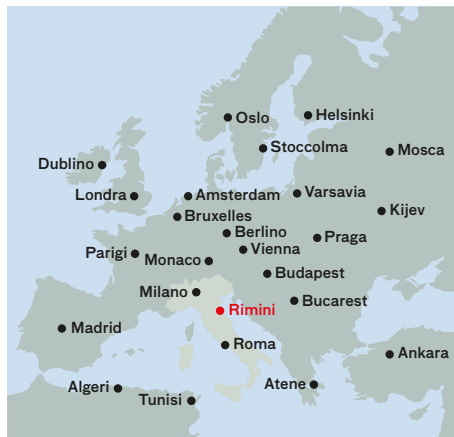 Oslo
Helsinki
Stoccolma
Mosca
Dublino
Londra
Amsterdam
Varsavia
Bruxelles
Kijev
Berlino
Praga
Parigi
Vienna
Monaco
Budapest
Milano
Bucarest
Rimini
Madrid
Roma
Ankara
Algeri
Atene
Tunisi